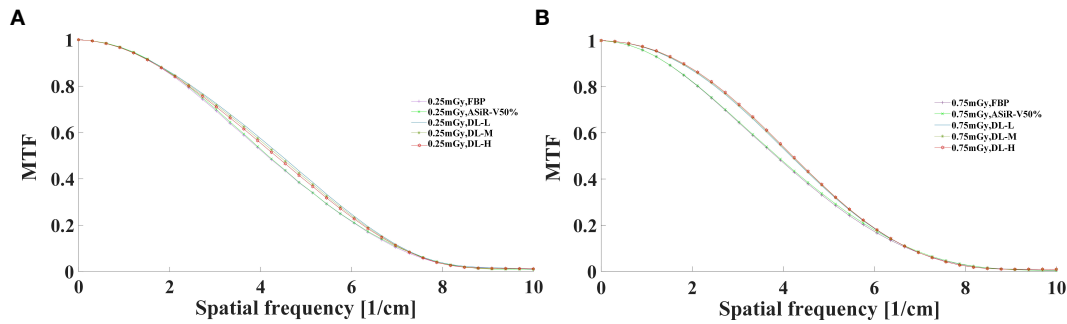 A
MTF
1
0.8
0.6
0.4
0.2
0
0 2 4 6 8 10
Spatial frequency [1/cm]
0.25mGy,FBP
0.25mGy,ASiR-V50%
0.25mGy,DL-L
0.25mGy,DL-M
0.25mGy,DL-H
B
MTF
1
0.8
0.6
0.4
0.2
0
0 2 4 6 8 10
Spatial frequency [1/cm]
0.75mGy,FBP
0.75mGy,ASiR-V50%
0.75mGy,DL-L
0.75mGy,DL-M
0.75mGy,DL-H